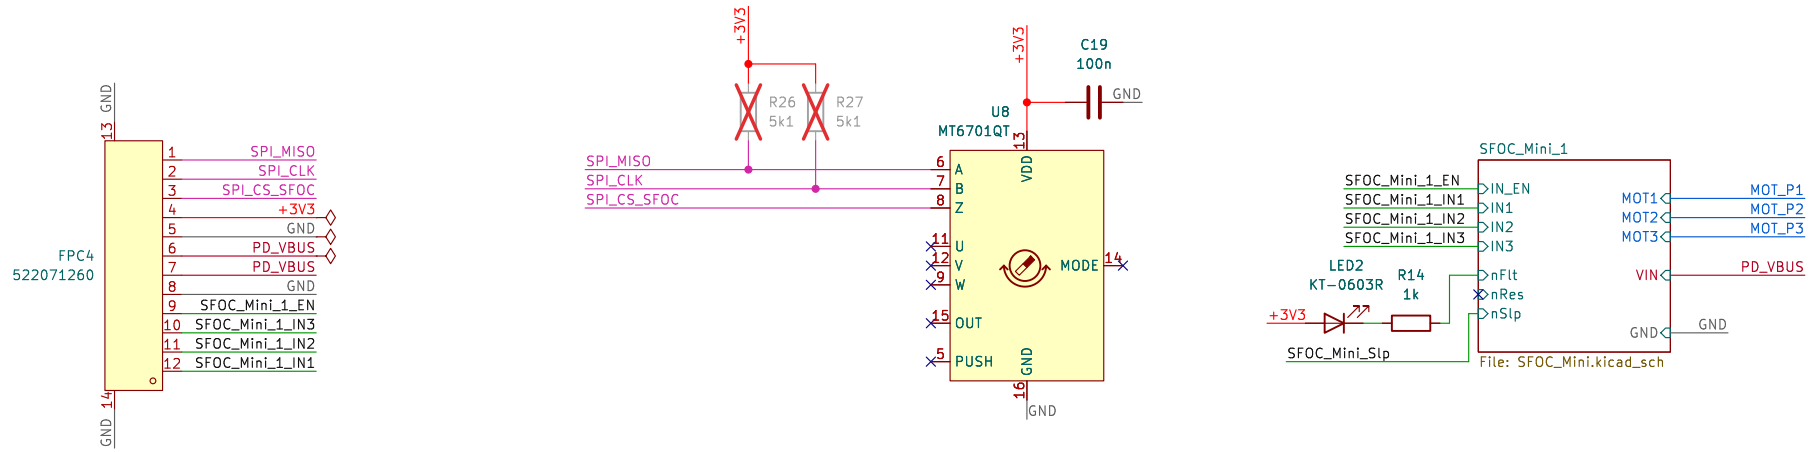 GND
13
1 SPI_MISO
2 SPI_CLK
3 SPI_CS_SFOC
4 +3V3
5 GND
6 PD_VBUS
7 PD_VBUS
8 GND
9 SFOC_Mini_1_EN
10 SFOC_Mini_1_IN3
11 SFOC_Mini_1_IN2
12 SFOC_Mini_1_IN1
FPC4
522071260
14
GND
+3V3
R26
5k1
R27
5k1
SPI_MISO
SPI_CLK
SPI_CS_SFOC
+3V3
C19
100n
GND
U8
MT6701QT
13
VDD
6 A
7 B
8 Z
11 U
12 V
9 W
15 OUT
5 PUSH
MODE 14
GND
16
GND
SFOC_Mini_1
SFOC_Mini_1_EN
SFOC_Mini_1_IN1
SFOC_Mini_1_IN2
SFOC_Mini_1_IN3
IN_EN
IN1
IN2
IN3
nFlt
nRes
nSlp
LED2
KT-0603R
R14
1k
+3V3
SFOC_Mini_Slp
MOT1 MOT_P1
MOT2 MOT_P2
MOT3 MOT_P3
VIN PD_VBUS
GND GND
File: SFOC_Mini.kicad_sch